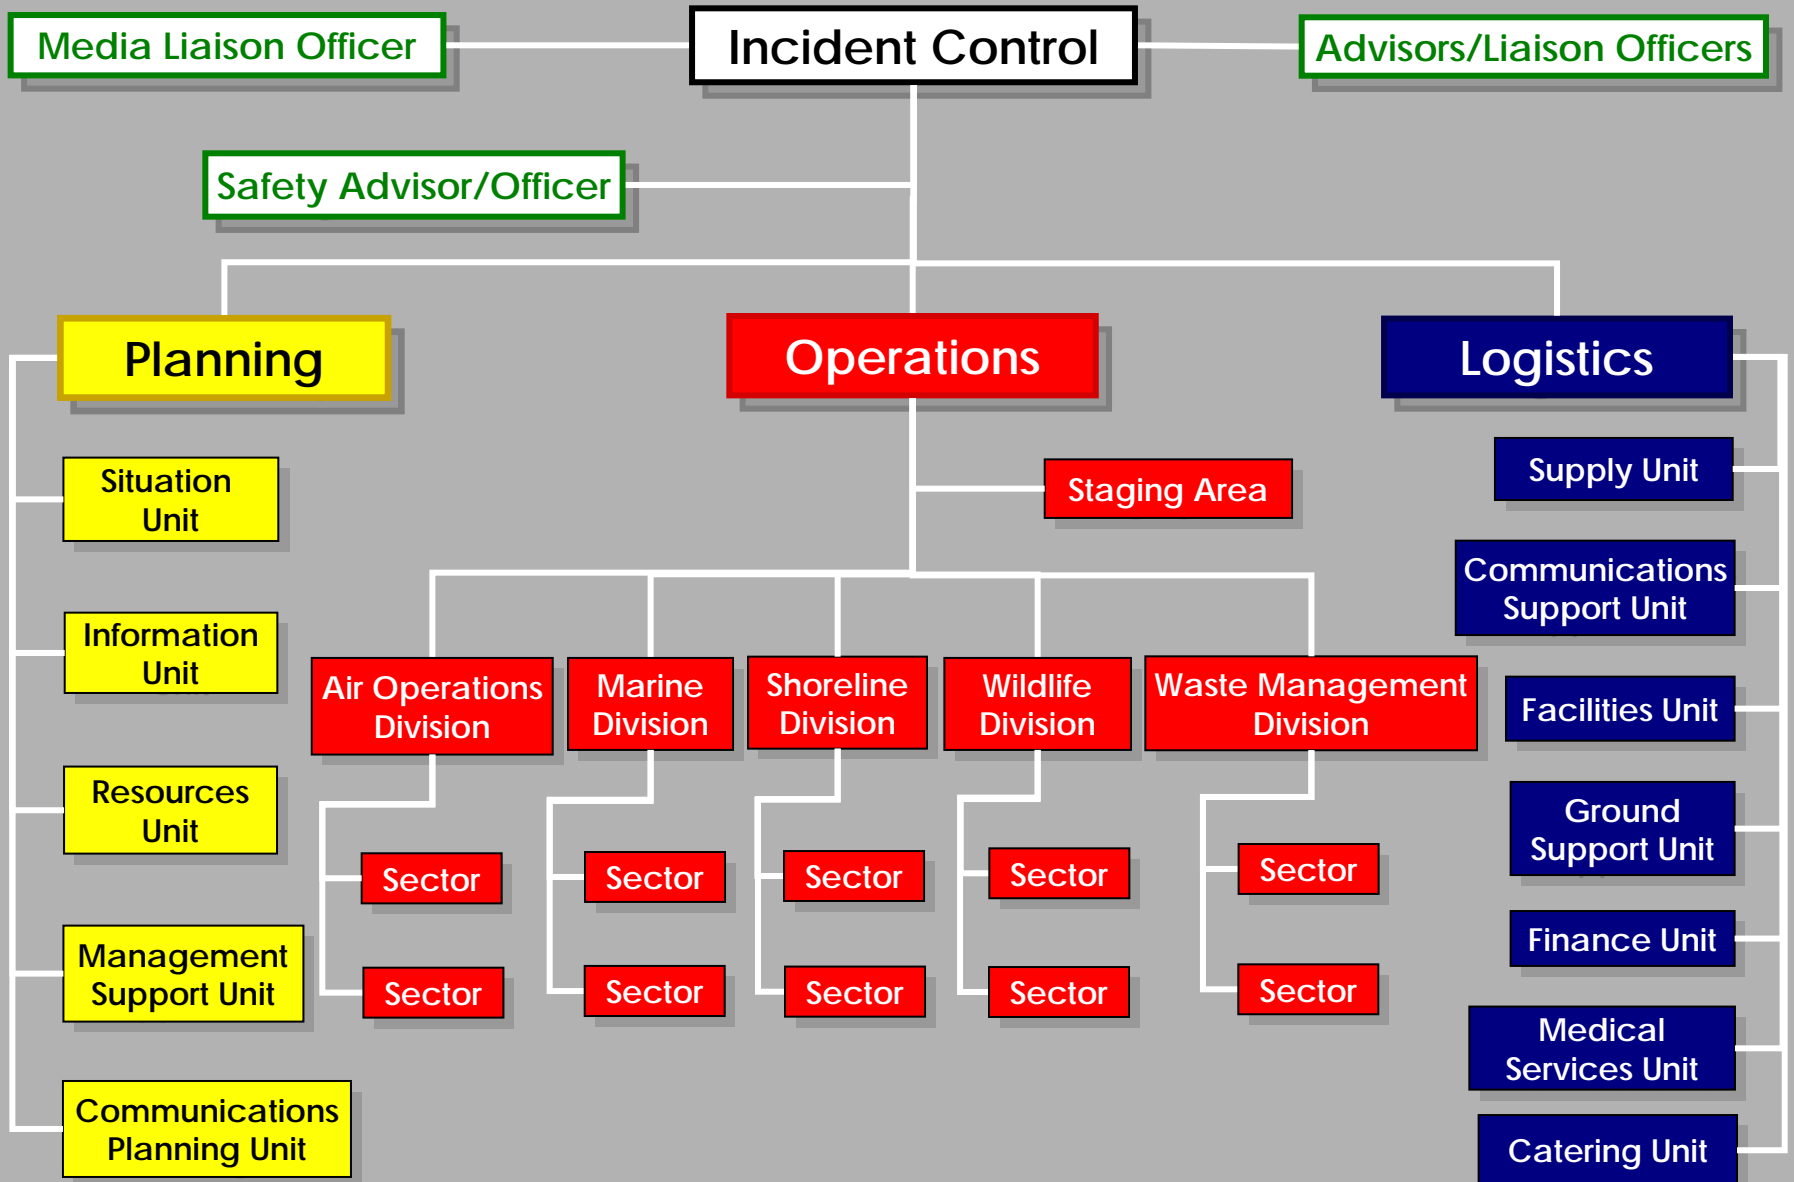 Media Liaison Officer
Incident Control
Advisors/Liaison Officers
Safety Advisor/Officer
Planning
Operations
Logistics
Situation
Unit
Information
Unit
Resources
Unit
Management
Support Unit
Communications
Planning Unit
Staging Area
Air Operations
Division
Marine
Division
Shoreline
Division
Wildlife
Division
Waste Management
Division
Sector
Sector
Sector
Sector
Sector
Sector
Sector
Sector
Sector
Sector
Supply Unit
Communications
Support Unit
Facilities Unit
Ground
Support Unit
Finance Unit
Medical
Services Unit
Catering Unit